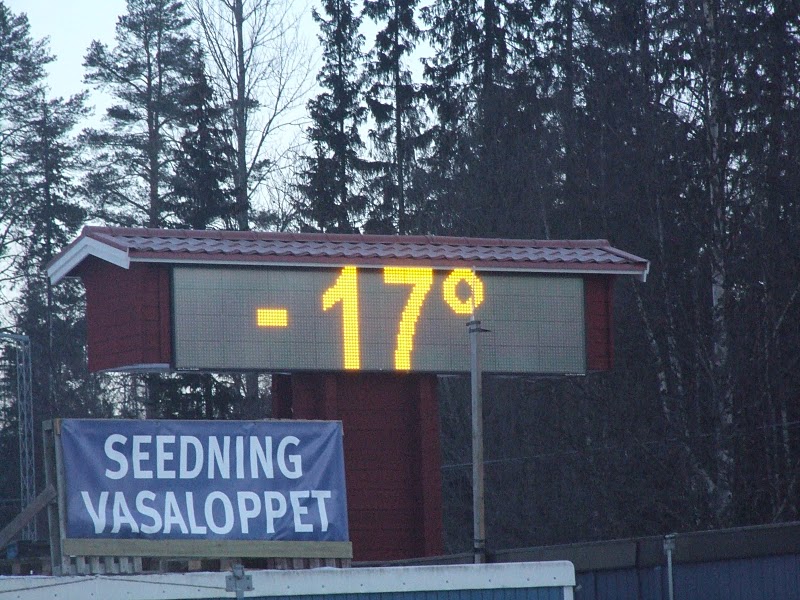 - 17°
SEEDNING
VASALOPPET